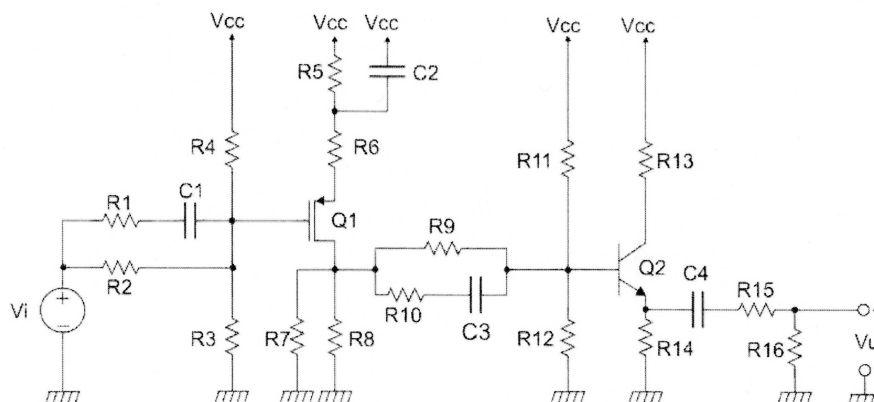 Vcc
Vcc
Vcc
Vcc
Vcc
R5
C2
R4
R6
R11
R13
R1
C1
Q1
R9
R2
Q2
C4
Vi
R10
C3
R15
R3
R7
R8
R12
R14
R16
Vu
+
−